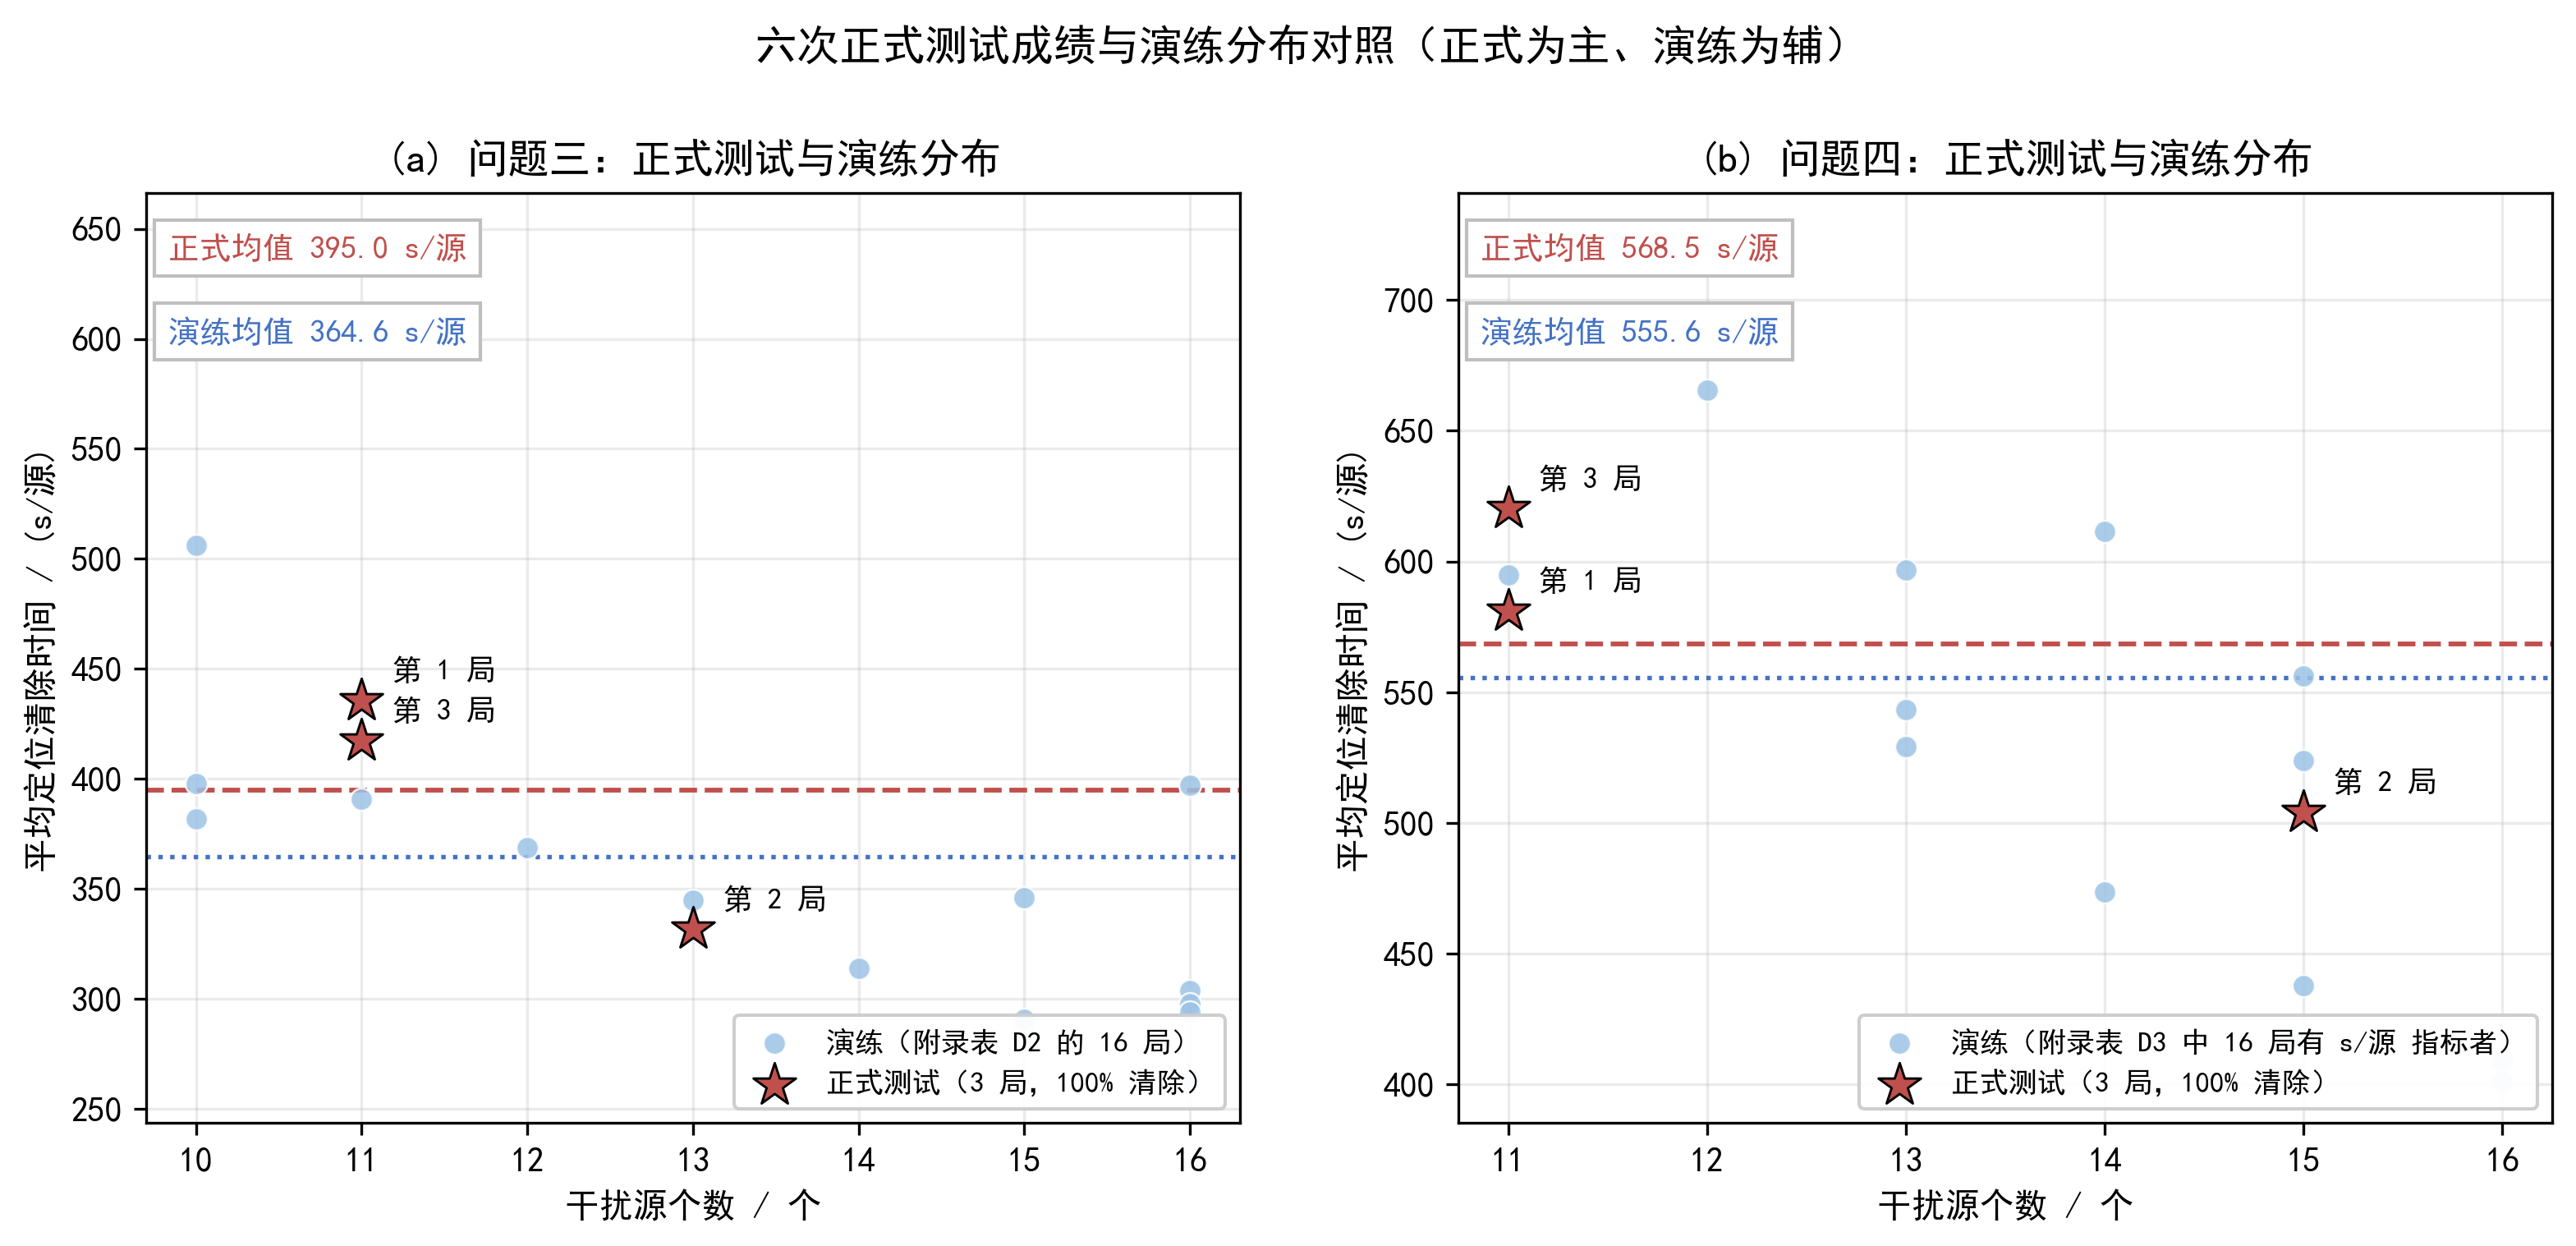 六次正式测试成绩与演练分布对照（正式为主、演练为辅）
(a) 问题三：正式测试与演练分布
正式均值 395.0 s/源
演练均值 364.6 s/源
650
600
550
500
450
400
350
300
250
平均定位清除时间 / (s/源)
第 1 局
第 3 局
第 2 局
演练（附录表 D2 的 16 局）
正式测试（3 局，100% 清除）
10 11 12 13 14 15 16
干扰源个数 / 个
(b) 问题四：正式测试与演练分布
正式均值 568.5 s/源
演练均值 555.6 s/源
700
650
600
550
500
450
400
平均定位清除时间 / (s/源)
第 3 局
第 1 局
第 2 局
演练（附录表 D3 中 16 局有 s/源 指标者）
正式测试（3 局，100% 清除）
11 12 13 14 15 16
干扰源个数 / 个